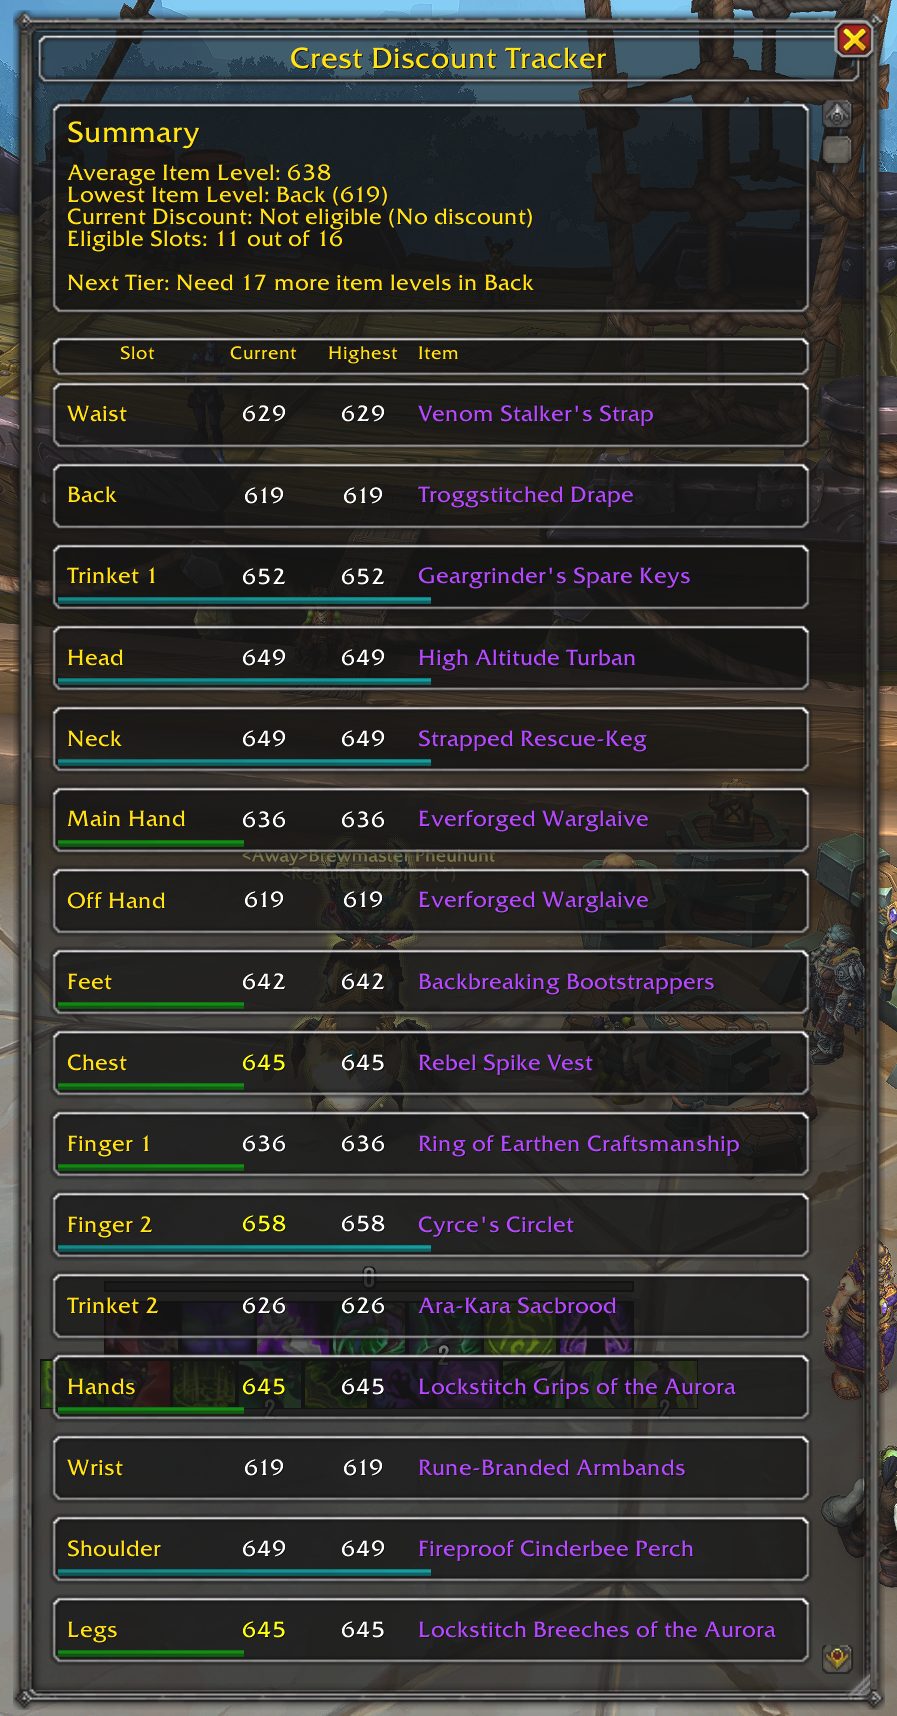 Crest Discount Tracker
Summary
Average Item Level: 638
Lowest Item Level: Back (619)
Current Discount: Not eligible (No discount)
Eligible Slots: 11 out of 16
Next Tier: Need 17 more item levels in Back
Slot Current Highest Item
Waist 629 629 Venom Stalker's Strap
Back 619 619 Troggstitched Drape
Trinket 1 652 652 Geargrinder's Spare Keys
Head 649 649 High Altitude Turban
Neck 649 649 Strapped Rescue-Keg
Main Hand 636 636 Everforged Warglaive
<Away>Brewmaster Pheuhunt
Off Hand 619 619 Everforged Warglaive
Feet 642 642 Backbreaking Bootstrappers
Chest 645 645 Rebel Spike Vest
Finger 1 636 636 Ring of Earthen Craftsmanship
Finger 2 658 658 Cyrce's Circlet
0
Trinket 2 626 626 Ara-Kara Sacbrood
2
Hands 645 645 Lockstitch Grips of the Aurora
2 2
Wrist 619 619 Rune-Branded Armbands
Shoulder 649 649 Fireproof Cinderbee Perch
Legs 645 645 Lockstitch Breeches of the Aurora